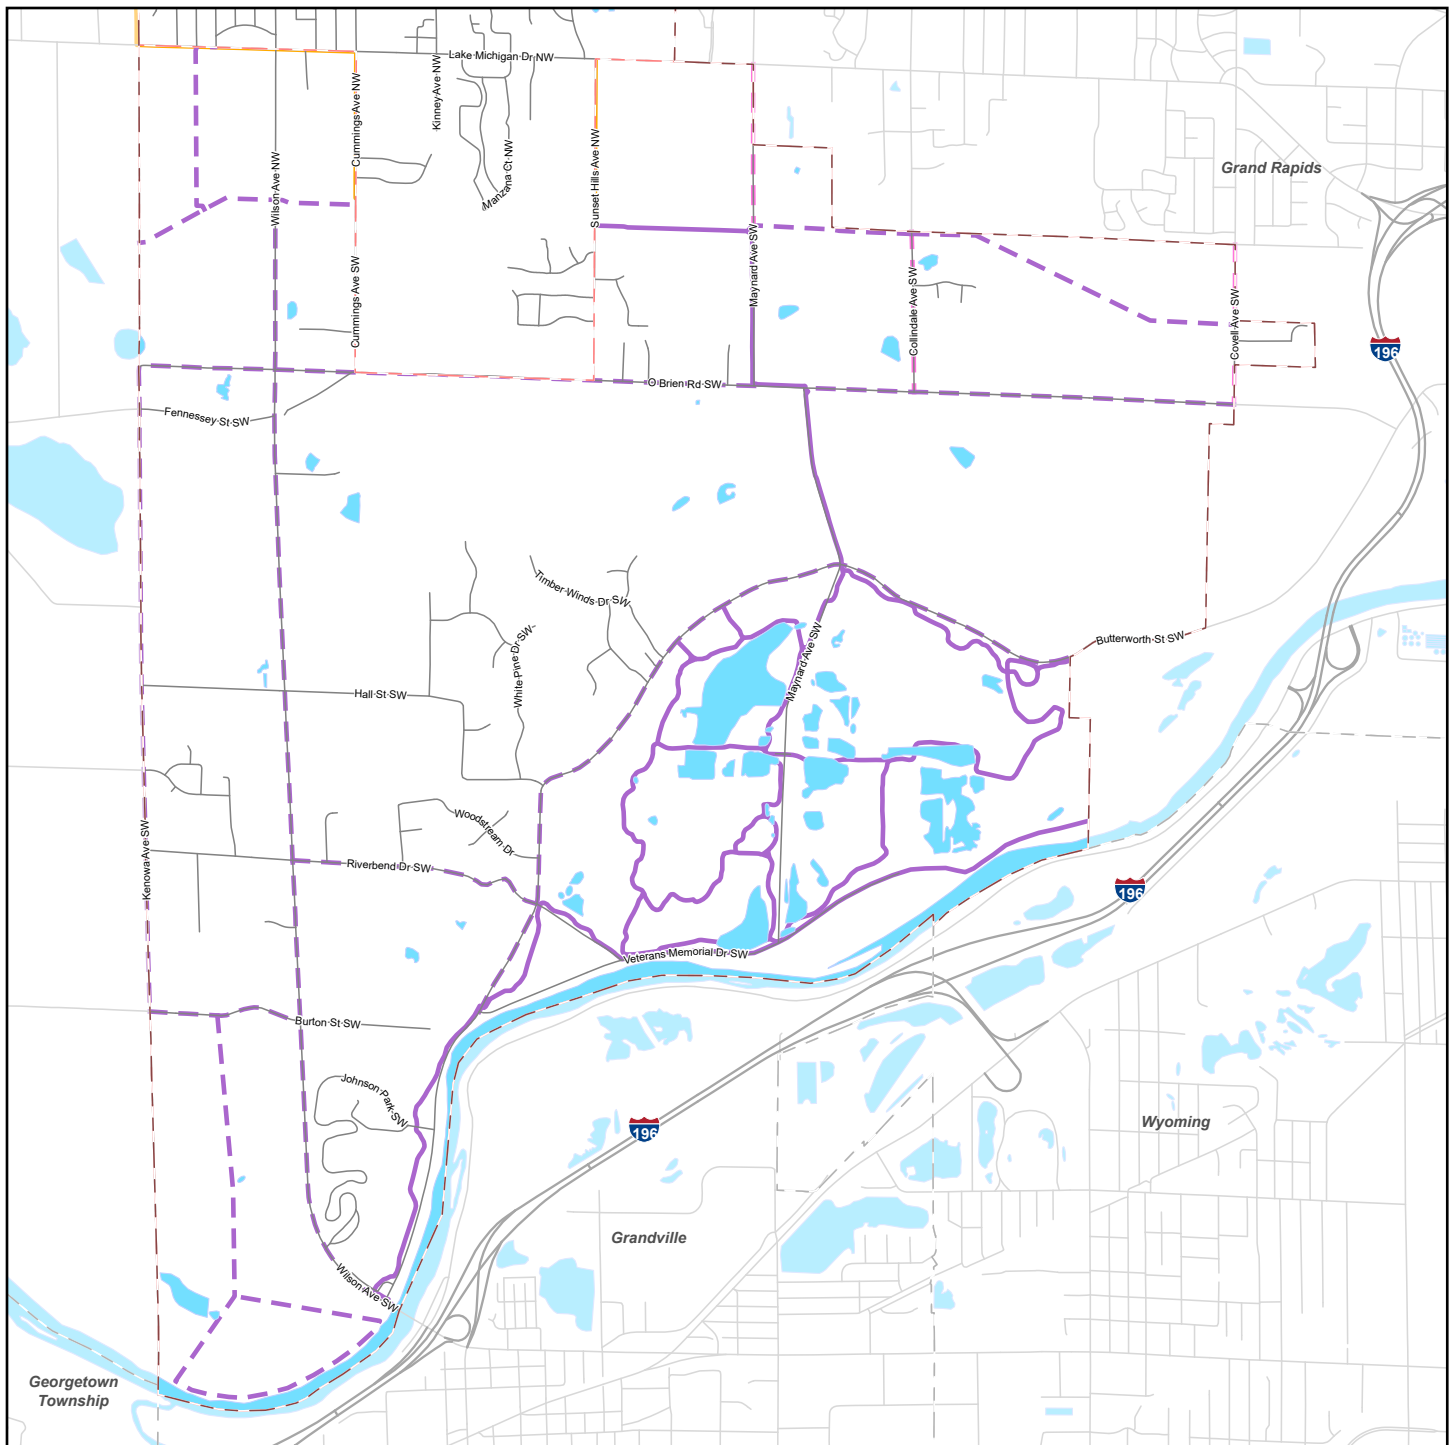 Lake Michigan Dr NW
Kinney Ave NW
Cummings Ave NW
Manzana Ct NW
Sunset Hills Ave NW
Wilson Ave NW
Grand Rapids
Maynard Ave SW
Cummings Ave SW
Collindale Ave SW
Covell Ave SW
196
O Brien Rd SW
Fennessey St SW
Timber Winds Dr SW
White Pine Dr SW
Butterworth St SW
Maynard Ave SW
Hall St SW
Woodstream Dr
Kenowa Ave SW
Riverbend Dr SW
196
Veterans Memorial Dr SW
Burton St SW
Johnson Park SW
196
Wyoming
Grandville
Wilson Ave SW
Georgetown
Township